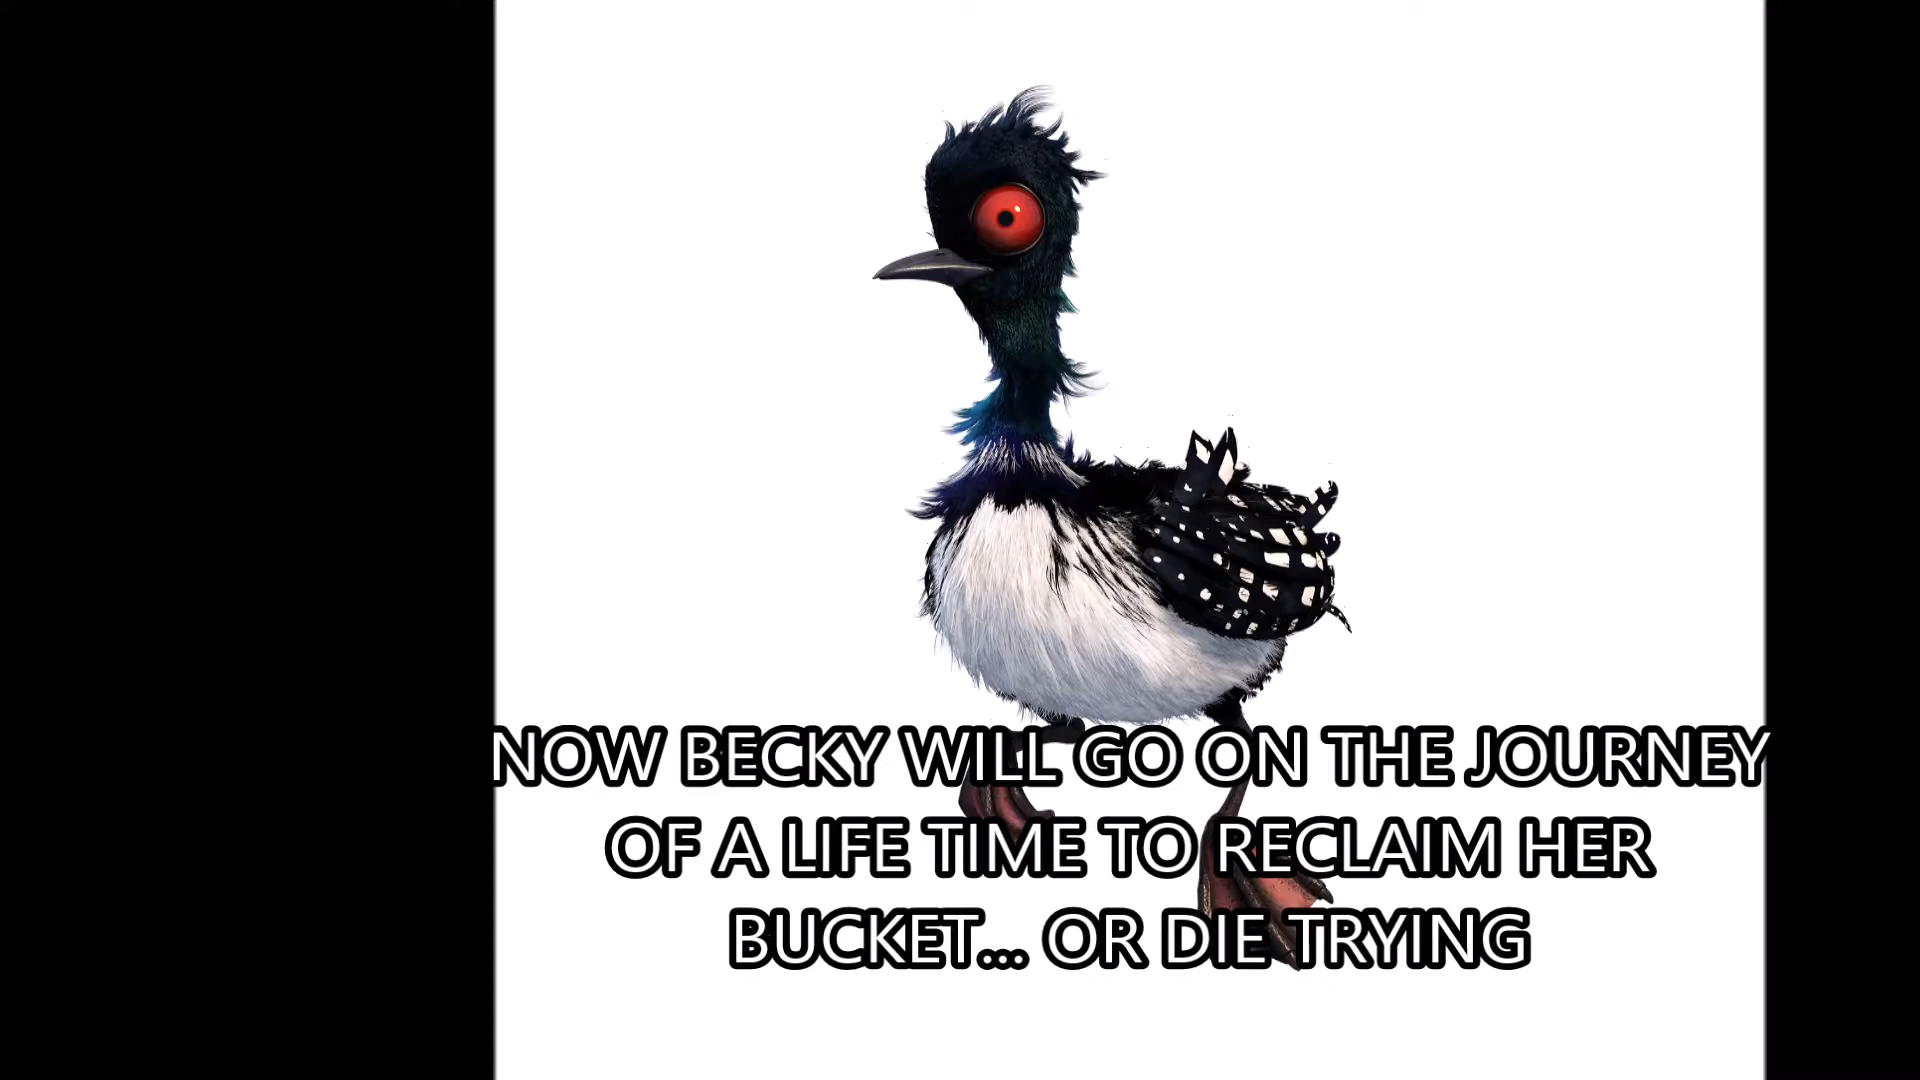 NOW BECKY WILL GO ON THE JOURNEY
OF A LIFE TIME TO RECLAIM HER
BUCKET... OR DIE TRYING